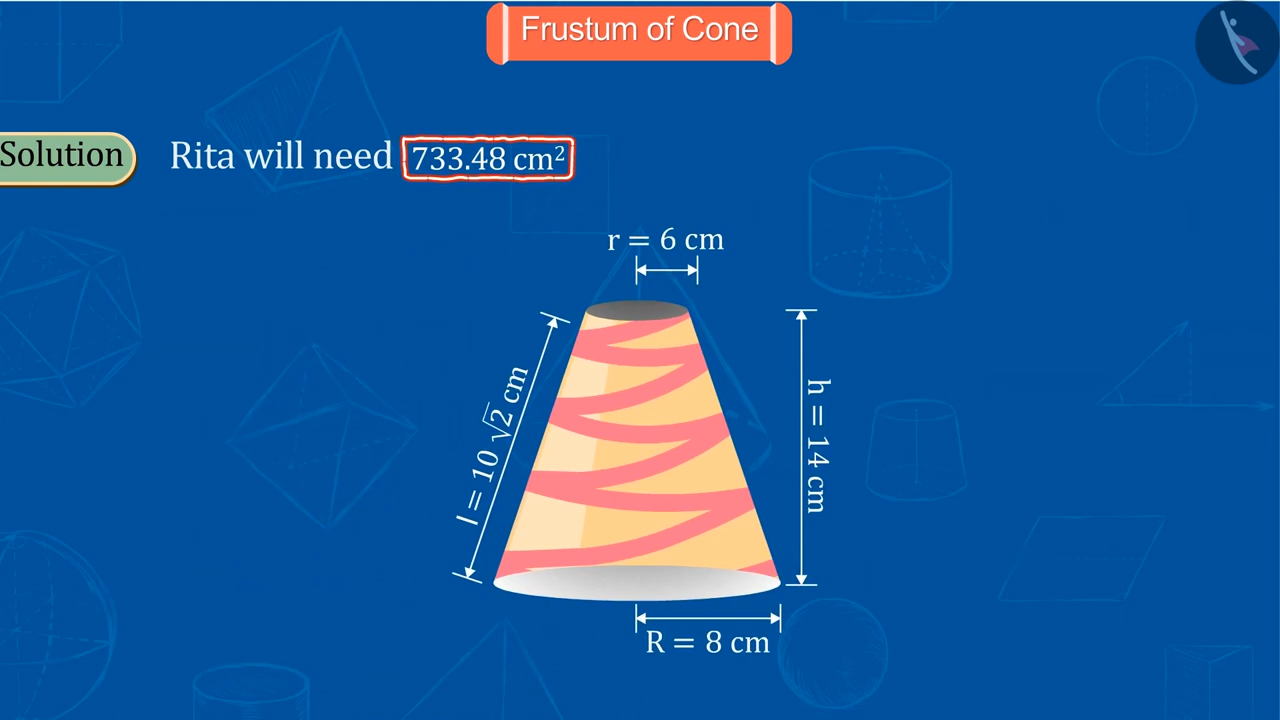 Frustum of Cone
Solution
Rita will need 733.48 cm²
r = 6 cm
l = 10 √2 cm
h = 14 cm
R = 8 cm